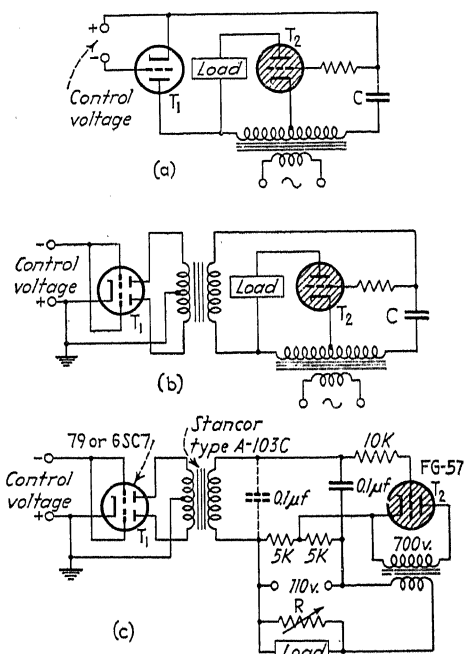 +
T₂
−
Load
Control
voltage
T₁
C
(a)
−
Control
voltage
+
T₁
Load
T₂
C
(b)
79 or 6SC7
Stancor
type A-103C
10K
−
Control
voltage
+
T₁
0.1μf
0.1μf
FG-57
T₂
5K
5K
700v.
110v.
R
(c)
Load